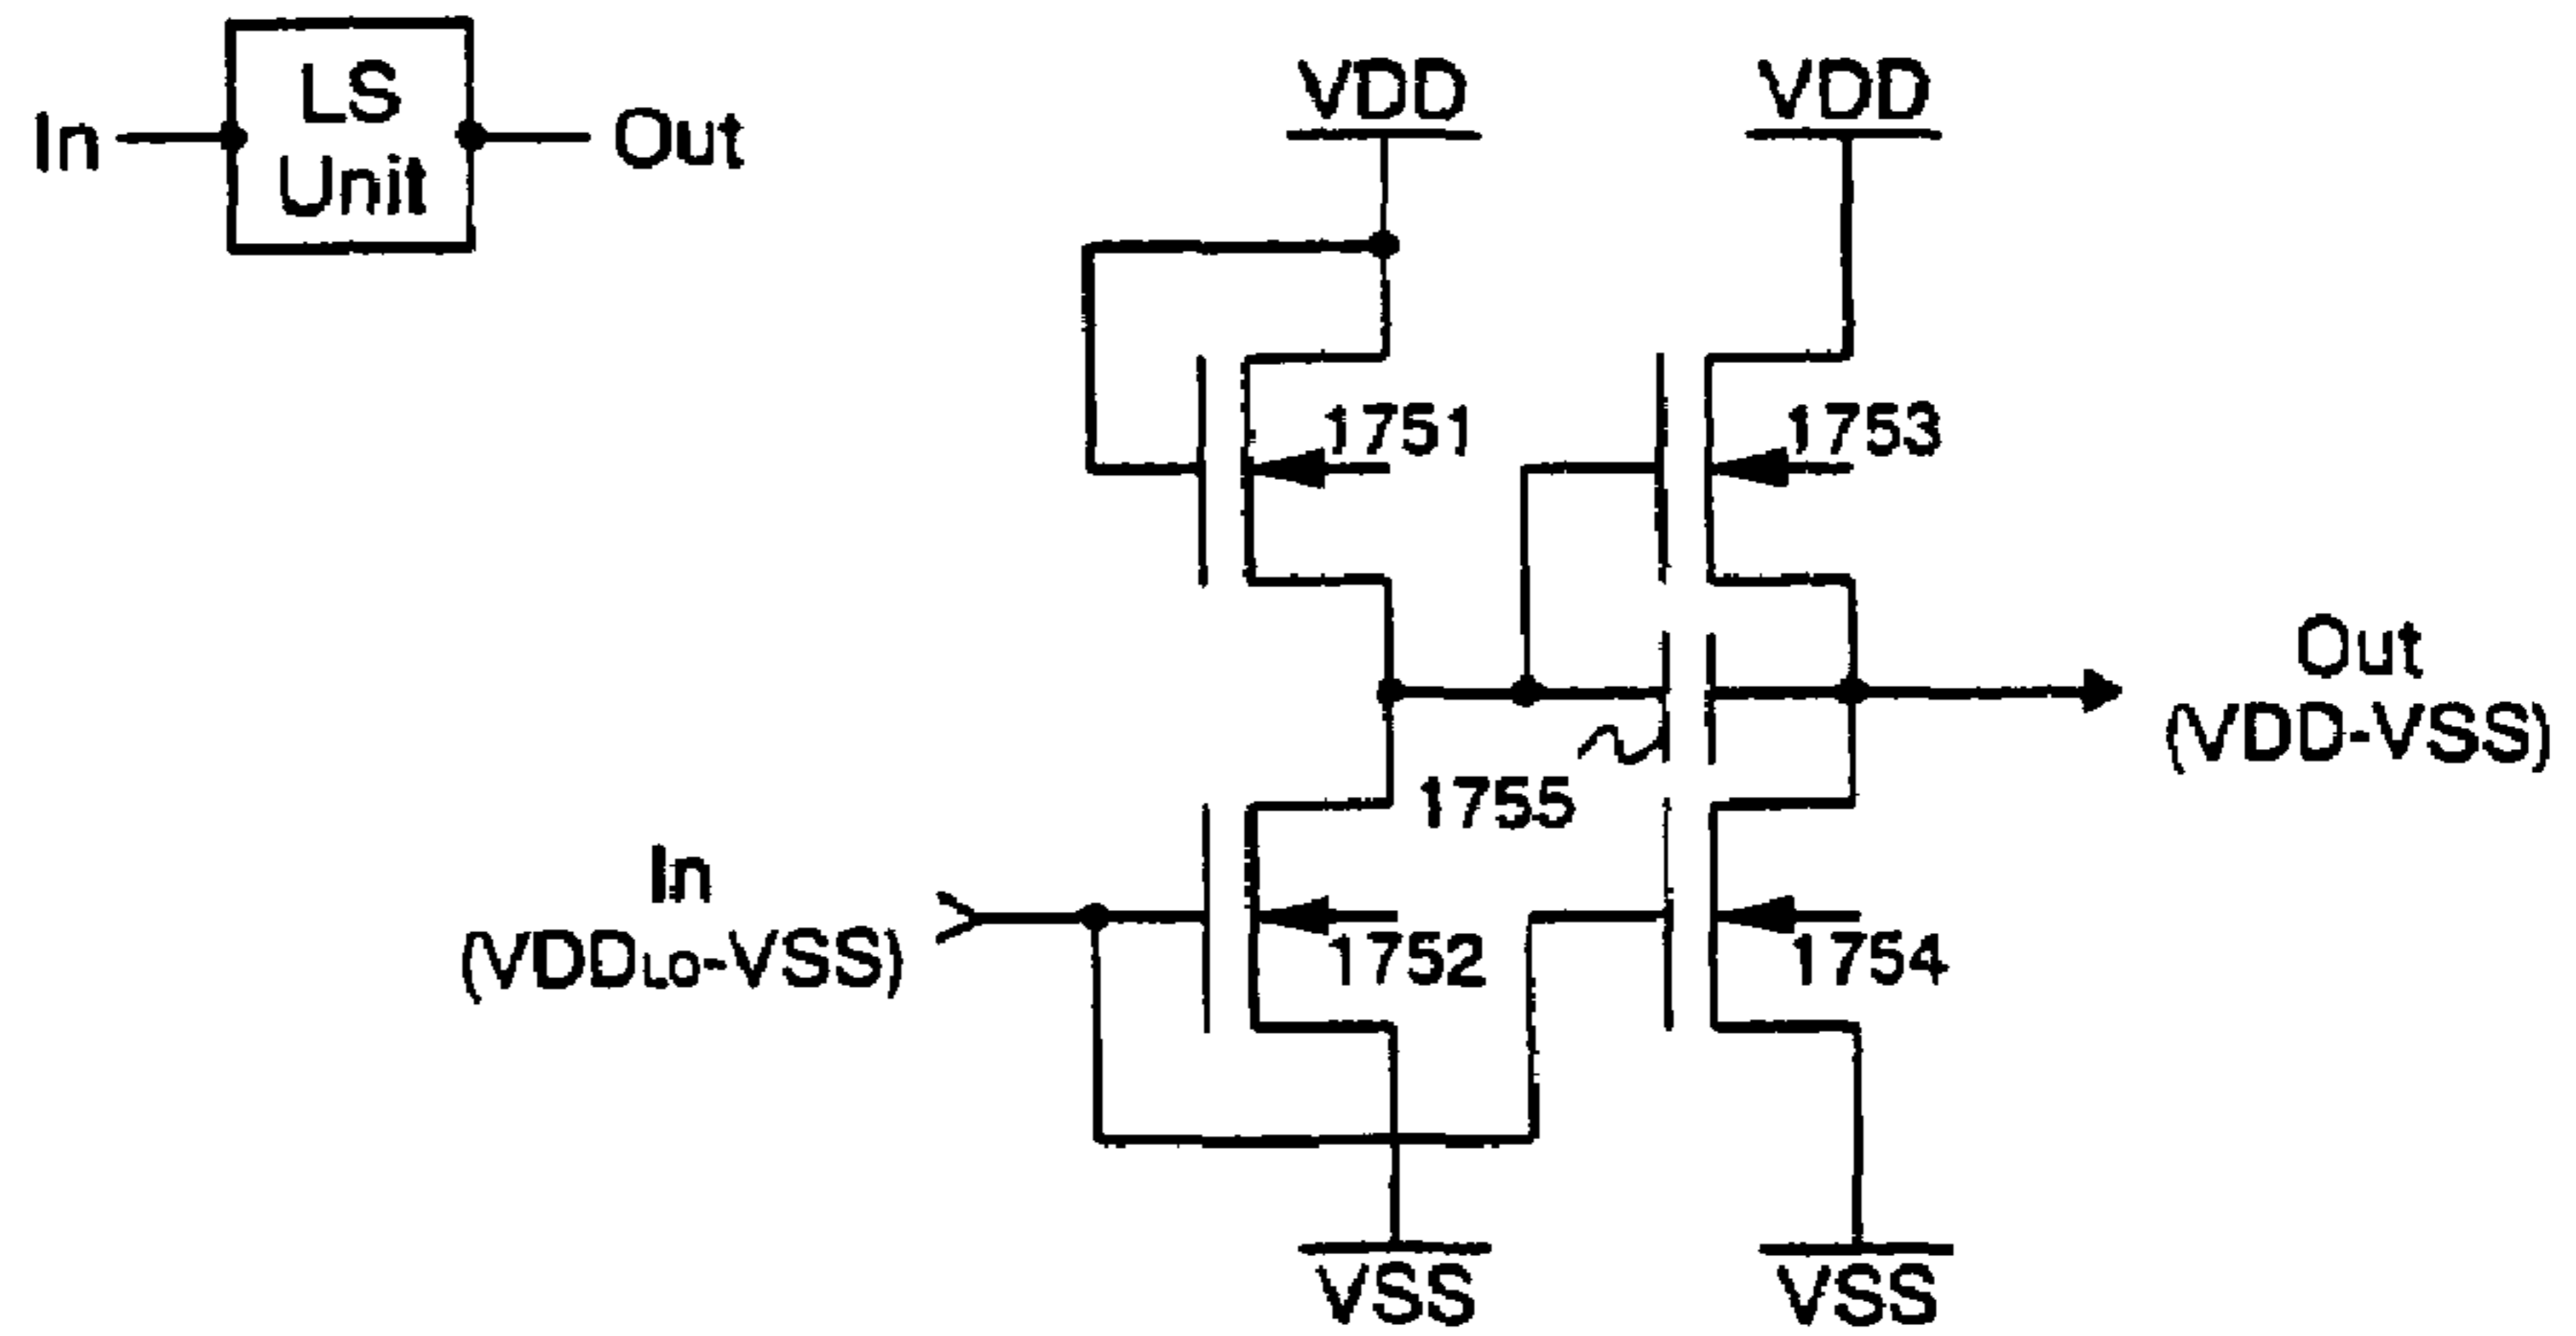 LS
Unit
In
Out
VDD
VDD
1751
1753
1755
Out
(VDD-VSS)
In
(VDDLO-VSS)
1752
1754
VSS
VSS